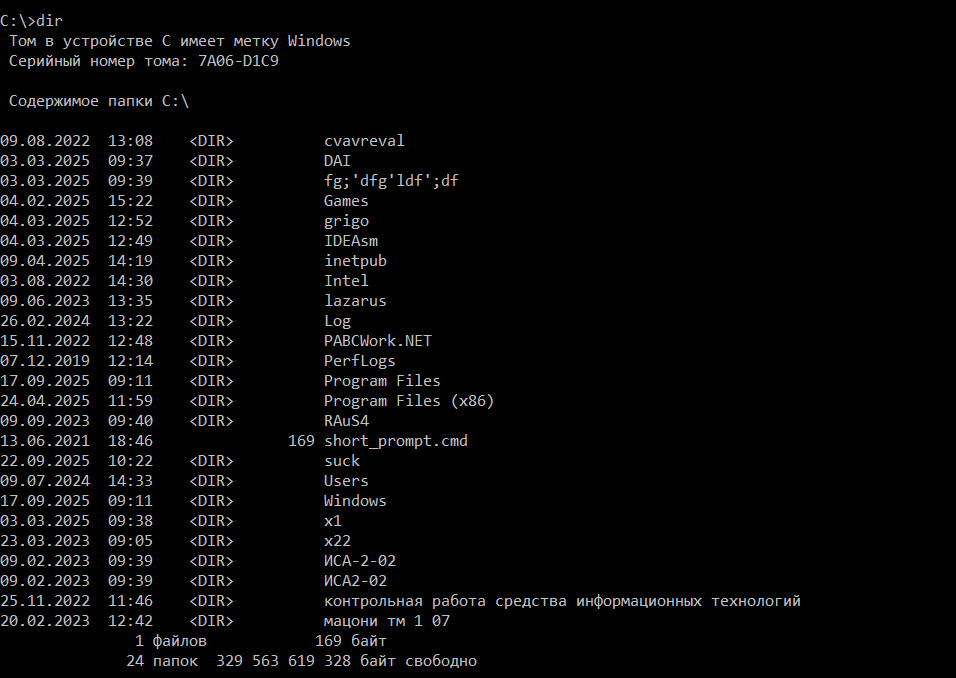 C:\>dir
Том в устройстве C имеет метку Windows
Серийный номер тома: 7A06-D1C9
Содержимое папки C:\
09.08.2022  13:08    <DIR>          cvavreval
03.03.2025  09:37    <DIR>          DAI
03.03.2025  09:39    <DIR>          fg;'dfg'ldf';df
04.02.2025  15:22    <DIR>          Games
04.03.2025  12:52    <DIR>          grigo
04.03.2025  12:49    <DIR>          IDEAsm
09.04.2025  14:19    <DIR>          inetpub
03.08.2022  14:30    <DIR>          Intel
09.06.2023  13:35    <DIR>          lazarus
26.02.2024  13:22    <DIR>          Log
15.11.2022  12:48    <DIR>          PABCWork.NET
07.12.2019  12:14    <DIR>          PerfLogs
17.09.2025  09:11    <DIR>          Program Files
24.04.2025  11:59    <DIR>          Program Files (x86)
09.09.2023  09:40    <DIR>          RAuS4
13.06.2021  18:46               169 short_prompt.cmd
22.09.2025  10:22    <DIR>          suck
09.07.2024  14:33    <DIR>          Users
17.09.2025  09:11    <DIR>          Windows
03.03.2025  09:38    <DIR>          x1
23.03.2023  09:05    <DIR>          x22
09.02.2023  09:39    <DIR>          ИСА-2-02
09.02.2023  09:39    <DIR>          ИСА2-02
25.11.2022  11:46    <DIR>          контрольная работа средства информационных технологий
20.02.2023  12:42    <DIR>          мацони тм 1 07
1 файлов            169 байт
24 папок  329 563 619 328 байт свободно